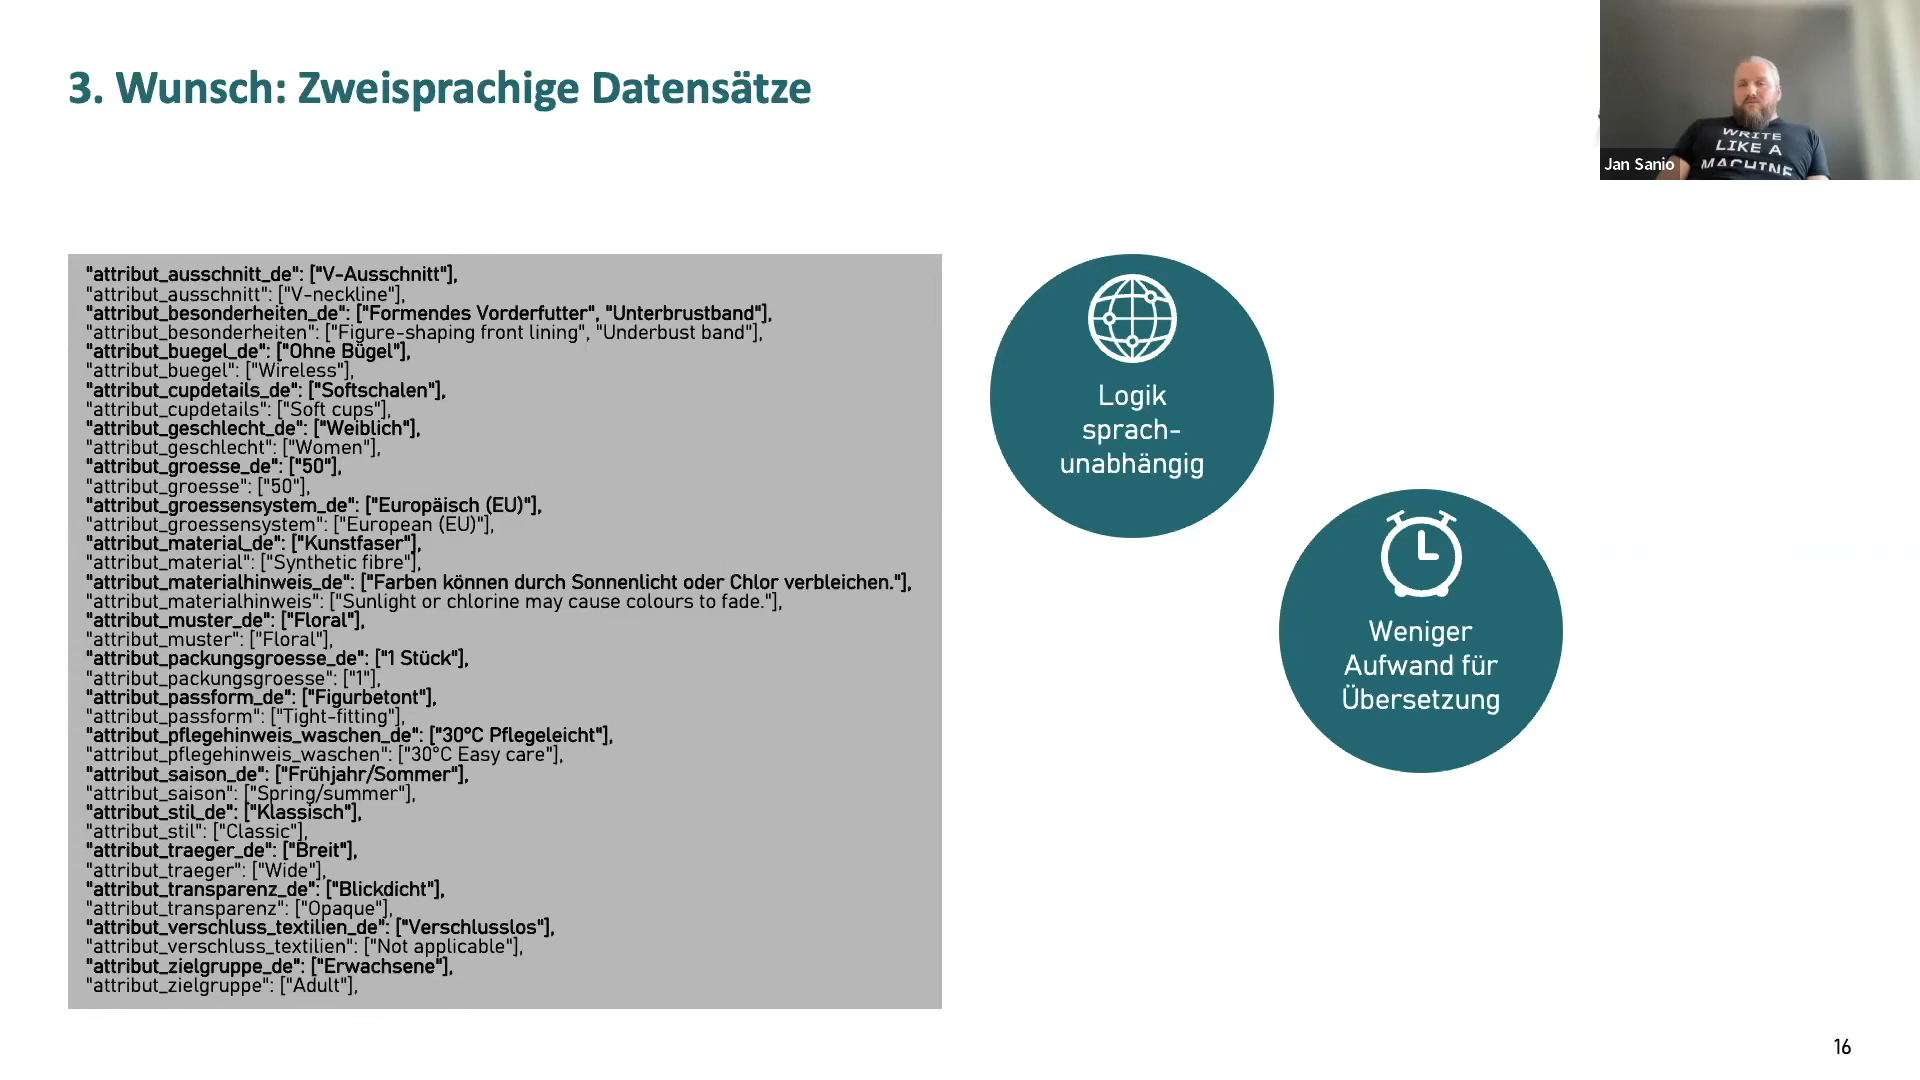 3. Wunsch: Zweisprachige Datensätze
WRITE
LIKE A
MACHINE
Jan Sanio
"attribut_ausschnitt_de": ["V-Ausschnitt"],
"attribut_ausschnitt": ["V-neckline"],
"attribut_besonderheiten_de": ["Formendes Vorderfutter", "Unterbrustband"],
"attribut_besonderheiten": ["Figure-shaping front lining", "Underbust band"],
"attribut_buegel_de": ["Ohne Bügel"],
"attribut_buegel": ["Wireless"],
"attribut_cupdetails_de": ["Softschalen"],
"attribut_cupdetails": ["Soft cups"],
"attribut_geschlecht_de": ["Weiblich"],
"attribut_geschlecht": ["Women"],
"attribut_groesse_de": ["50"],
"attribut_groesse": ["50"],
"attribut_groessensystem_de": ["Europäisch (EU)"],
"attribut_groessensystem": ["European (EU)"],
"attribut_material_de": ["Kunstfaser"],
"attribut_material": ["Synthetic fibre"],
"attribut_materialhinweis_de": ["Farben können durch Sonnenlicht oder Chlor verbleichen."],
"attribut_materialhinweis": ["Sunlight or chlorine may cause colours to fade."],
"attribut_muster_de": ["Floral"],
"attribut_muster": ["Floral"],
"attribut_packungsgroesse_de": ["1 Stück"],
"attribut_packungsgroesse": ["1"],
"attribut_passform_de": ["Figurbetont"],
"attribut_passform": ["Tight-fitting"],
"attribut_pflegehinweis_waschen_de": ["30°C Pflegeleicht"],
"attribut_pflegehinweis_waschen": ["30°C Easy care"],
"attribut_saison_de": ["Frühjahr/Sommer"],
"attribut_saison": ["Spring/summer"],
"attribut_stil_de": ["Klassisch"],
"attribut_stil": ["Classic"],
"attribut_traeger_de": ["Breit"],
"attribut_traeger": ["Wide"],
"attribut_transparenz_de": ["Blickdicht"],
"attribut_transparenz": ["Opaque"],
"attribut_verschluss_textilien_de": ["Verschlusslos"],
"attribut_verschluss_textilien": ["Not applicable"],
"attribut_zielgruppe_de": ["Erwachsene"],
"attribut_zielgruppe": ["Adult"],
Logik
sprach-
unabhängig
Weniger
Aufwand für
Übersetzung
16